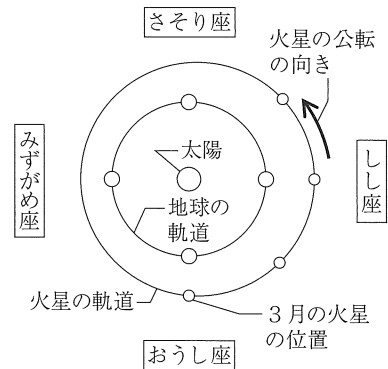 さそり座
火星の公転
の向き
みずがめ座
太陽
しし座
地球の
軌道
火星の軌道
3月の火星
の位置
おうし座